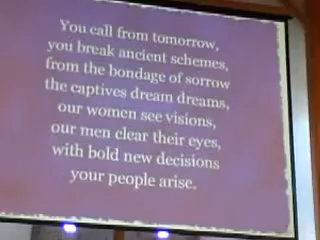 You call from tomorrow,
you break ancient schemes,
from the bondage of sorrow
the captives dream dreams,
our women see visions,
our men clear their eyes,
with bold new decisions
your people arise.